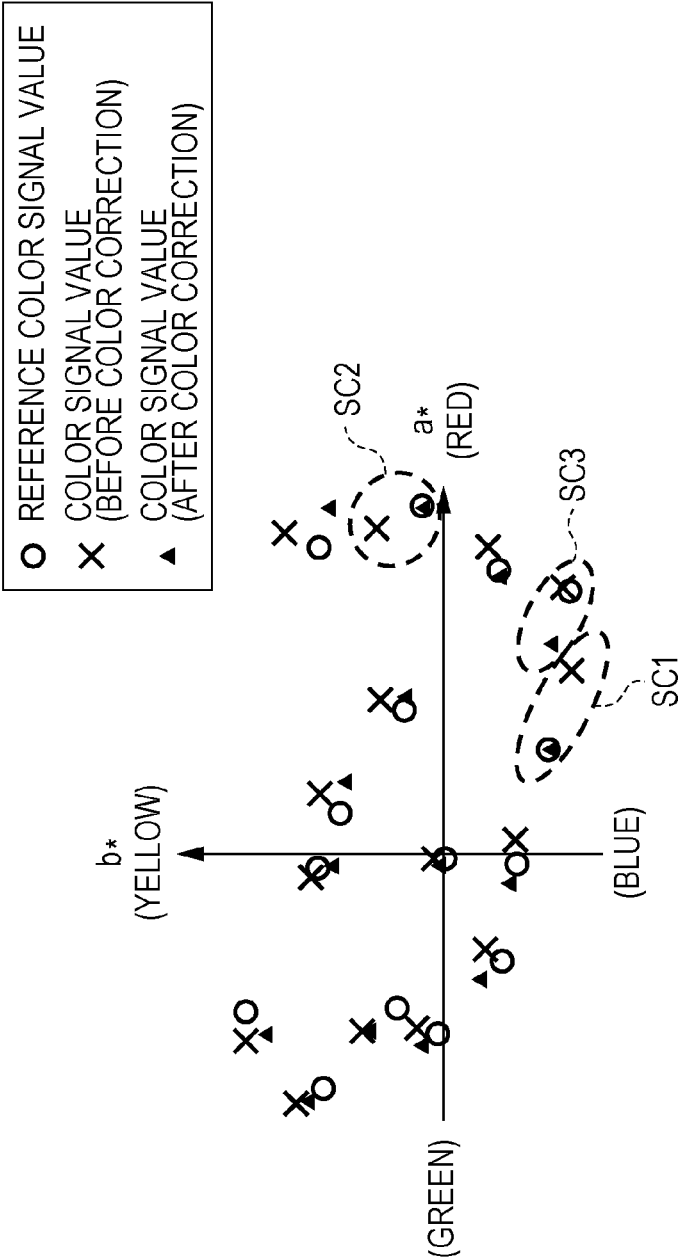 REFERENCE COLOR SIGNAL VALUE
COLOR SIGNAL VALUE
(BEFORE COLOR CORRECTION)
COLOR SIGNAL VALUE
(AFTER COLOR CORRECTION)
b*
(YELLOW)
SC2
a*
(RED)
(GREEN)
SC3
SC1
(BLUE)